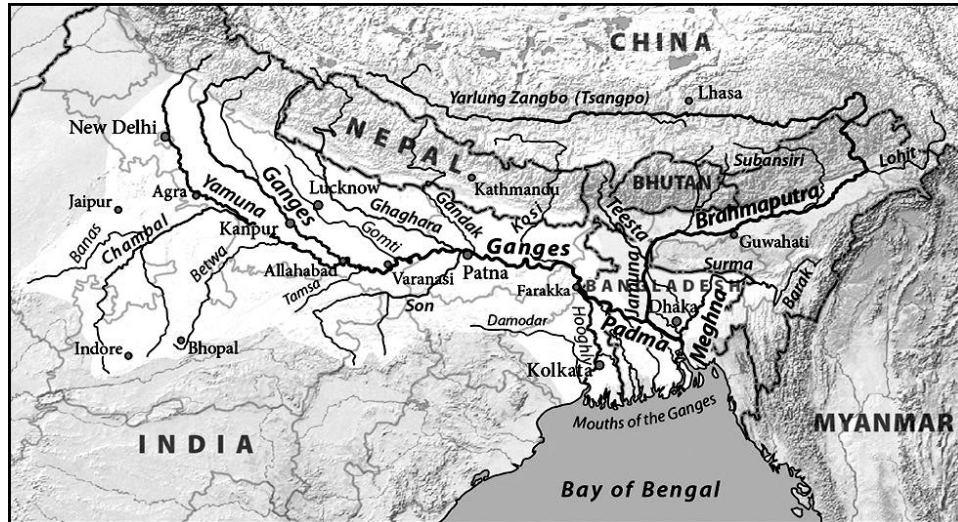 CHINA
Yarlung Zangbo (Tsangpo)
Lhasa
New Delhi
NEPAL
Subansiri
Lohit
Ganges
Lucknow
Kathmandu
BHUTAN
Agra
Yamuna
Ghaghara
Gandak
Kosi
Teesta
Brahmaputra
Jaipur
Kanpur
Gomti
Guwahati
Banas
Chambal
Betwa
Ganges
Allahabad
Varanasi
Patna
Surma
Tamsa
Son
Farakka
BANGLADESH
Jamuna
Barak
Dhaka
Damodar
Hooghly
Padma
Meghna
Indore
Bhopal
Kolkata
Mouths of the Ganges
INDIA
MYANMAR
Bay of Bengal